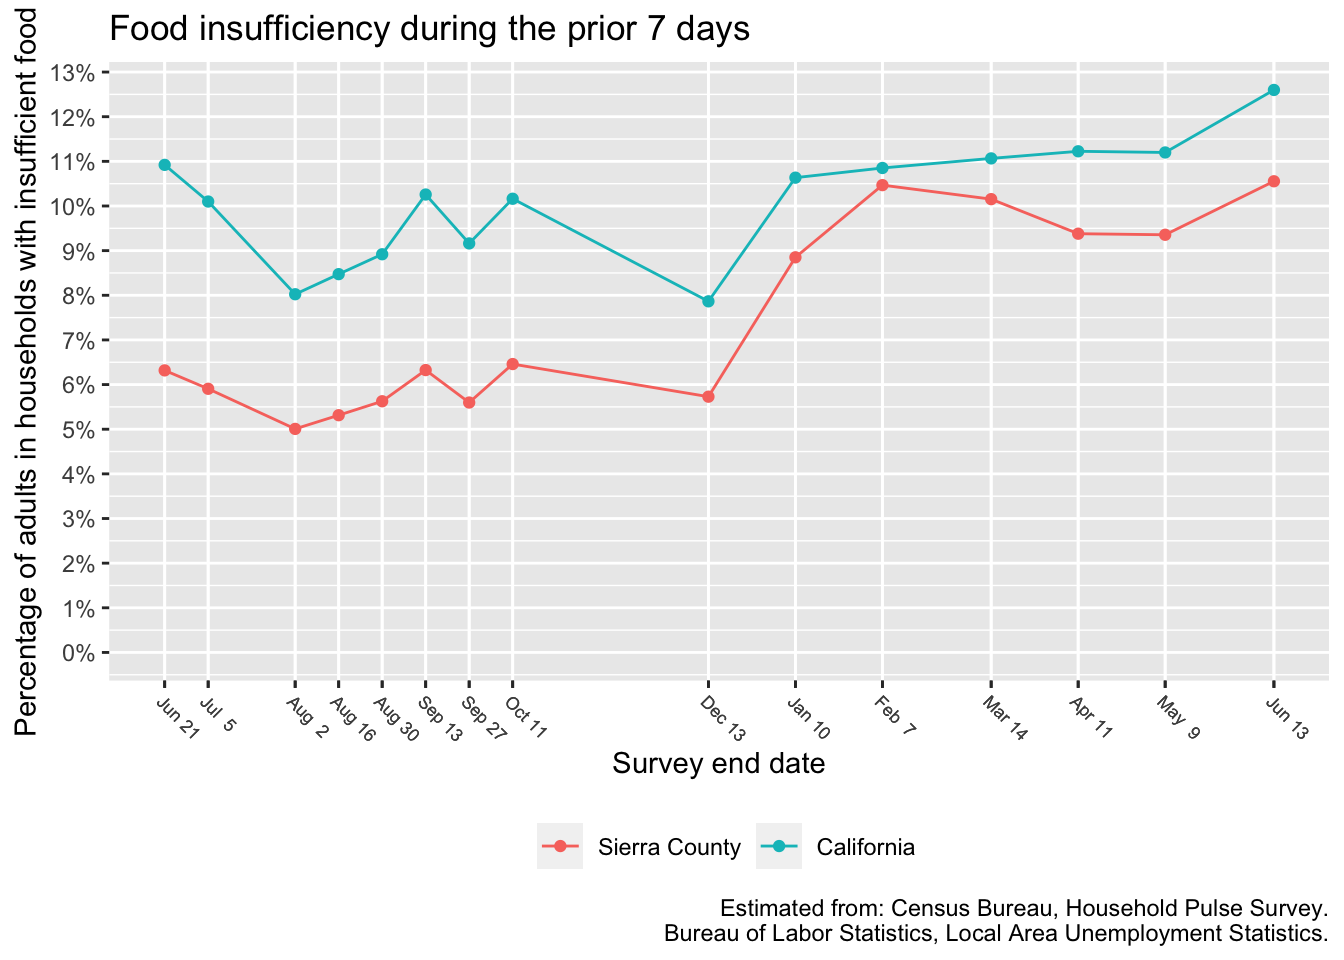 Food insufficiency during the prior 7 days
Percentage of adults in households with insufficient food
13%
12%
11%
10%
9%
8%
7%
6%
5%
4%
3%
2%
1%
0%
Jun 21
Jul 5
Aug 2
Aug 16
Aug 30
Sep 13
Sep 27
Oct 11
Dec 13
Jan 10
Feb 7
Mar 14
Apr 11
May 9
Jun 13
Survey end date
Sierra County
California
Estimated from: Census Bureau, Household Pulse Survey.
Bureau of Labor Statistics, Local Area Unemployment Statistics.